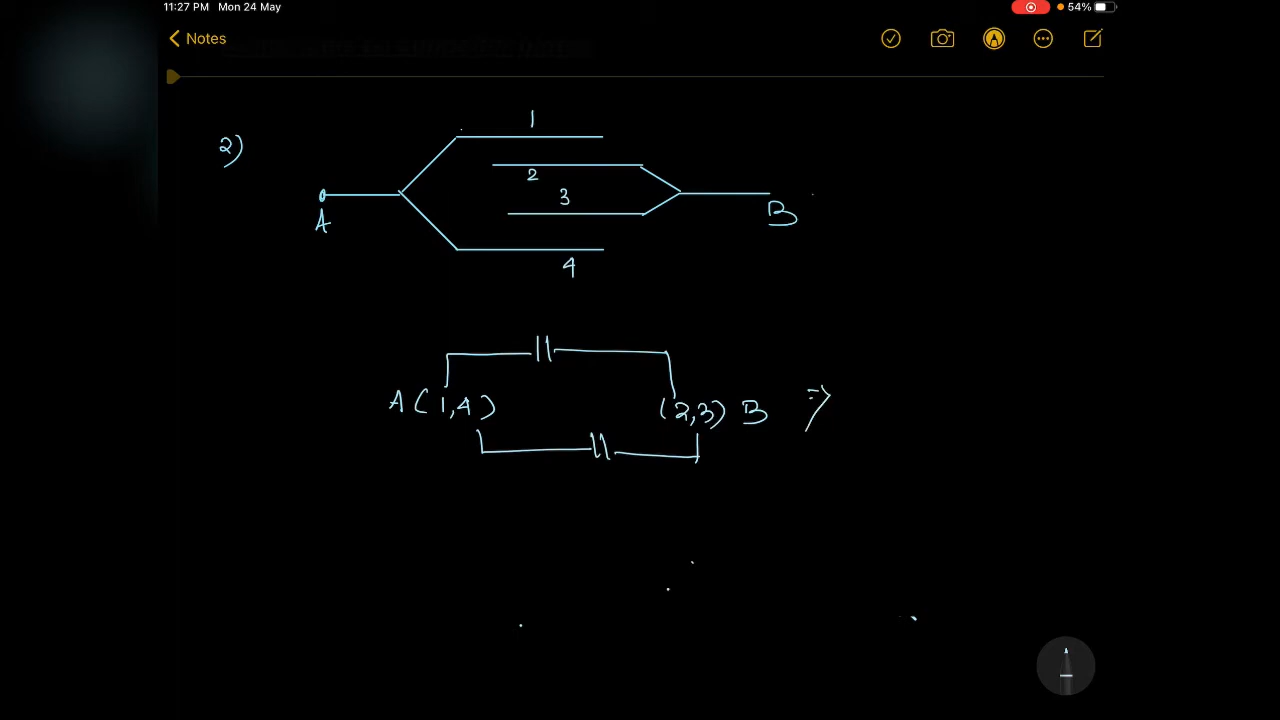 11:27 PM Mon 24 May
54%
Notes
2)
1
2
3
A
B
4
A (1,4) (2,3) B ⇒